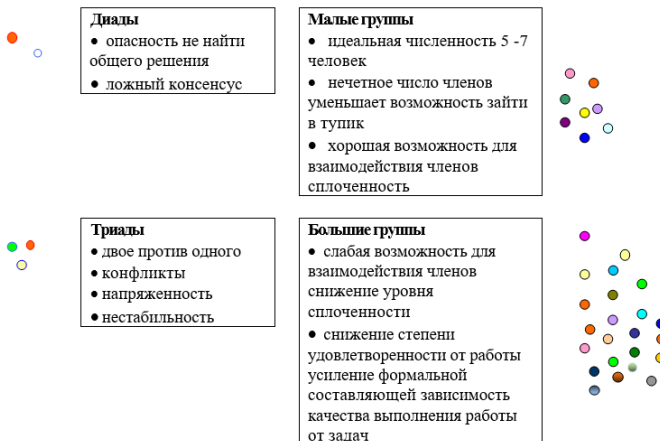 Диады
● опасность не найти
общего решения
● ложный консенсус
Малые группы
● идеальная численность 5 -7
человек
● нечетное число членов
уменьшает возможность зайти
в тупик
● хорошая возможность для
взаимодействия членов
сплоченность
Триады
● двое против одного
● конфликты
● напряженность
● нестабильность
Большие группы
● слабая возможность для
взаимодействия членов
снижение уровня
сплоченности
● снижение степени
удовлетворенности от работы
усиление формальной
составляющей зависимость
качества выполнения работы
от задач